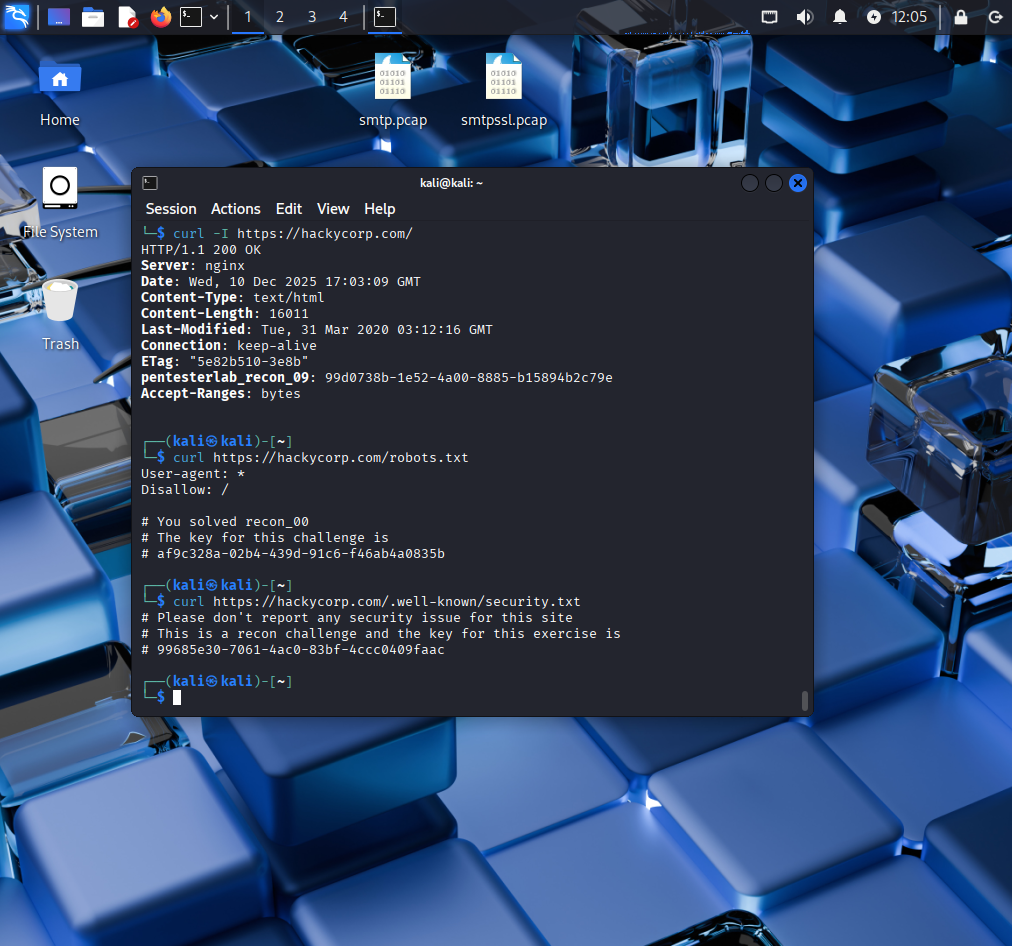 1 2 3 4
12:05
Home
smtp.pcap
smtpssl.pcap
File System
Trash
kali@kali: ~
Session Actions Edit View Help
└─$ curl -I https://hackycorp.com/
HTTP/1.1 200 OK
Server: nginx
Date: Wed, 10 Dec 2025 17:03:09 GMT
Content-Type: text/html
Content-Length: 16011
Last-Modified: Tue, 31 Mar 2020 03:12:16 GMT
Connection: keep-alive
ETag: "5e82b510-3e8b"
pentesterlab_recon_09: 99d0738b-1e52-4a00-8885-b15894b2c79e
Accept-Ranges: bytes
┌──(kali㉿kali)-[~]
└─$ curl https://hackycorp.com/robots.txt
User-agent: *
Disallow: /
# You solved recon_00
# The key for this challenge is
# af9c328a-02b4-439d-91c6-f46ab4a0835b
┌──(kali㉿kali)-[~]
└─$ curl https://hackycorp.com/.well-known/security.txt
# Please don't report any security issue for this site
# This is a recon challenge and the key for this exercise is
# 99685e30-7061-4ac0-83bf-4ccc0409faac
┌──(kali㉿kali)-[~]
└─$
01010
01101
01110
01010
01101
01110